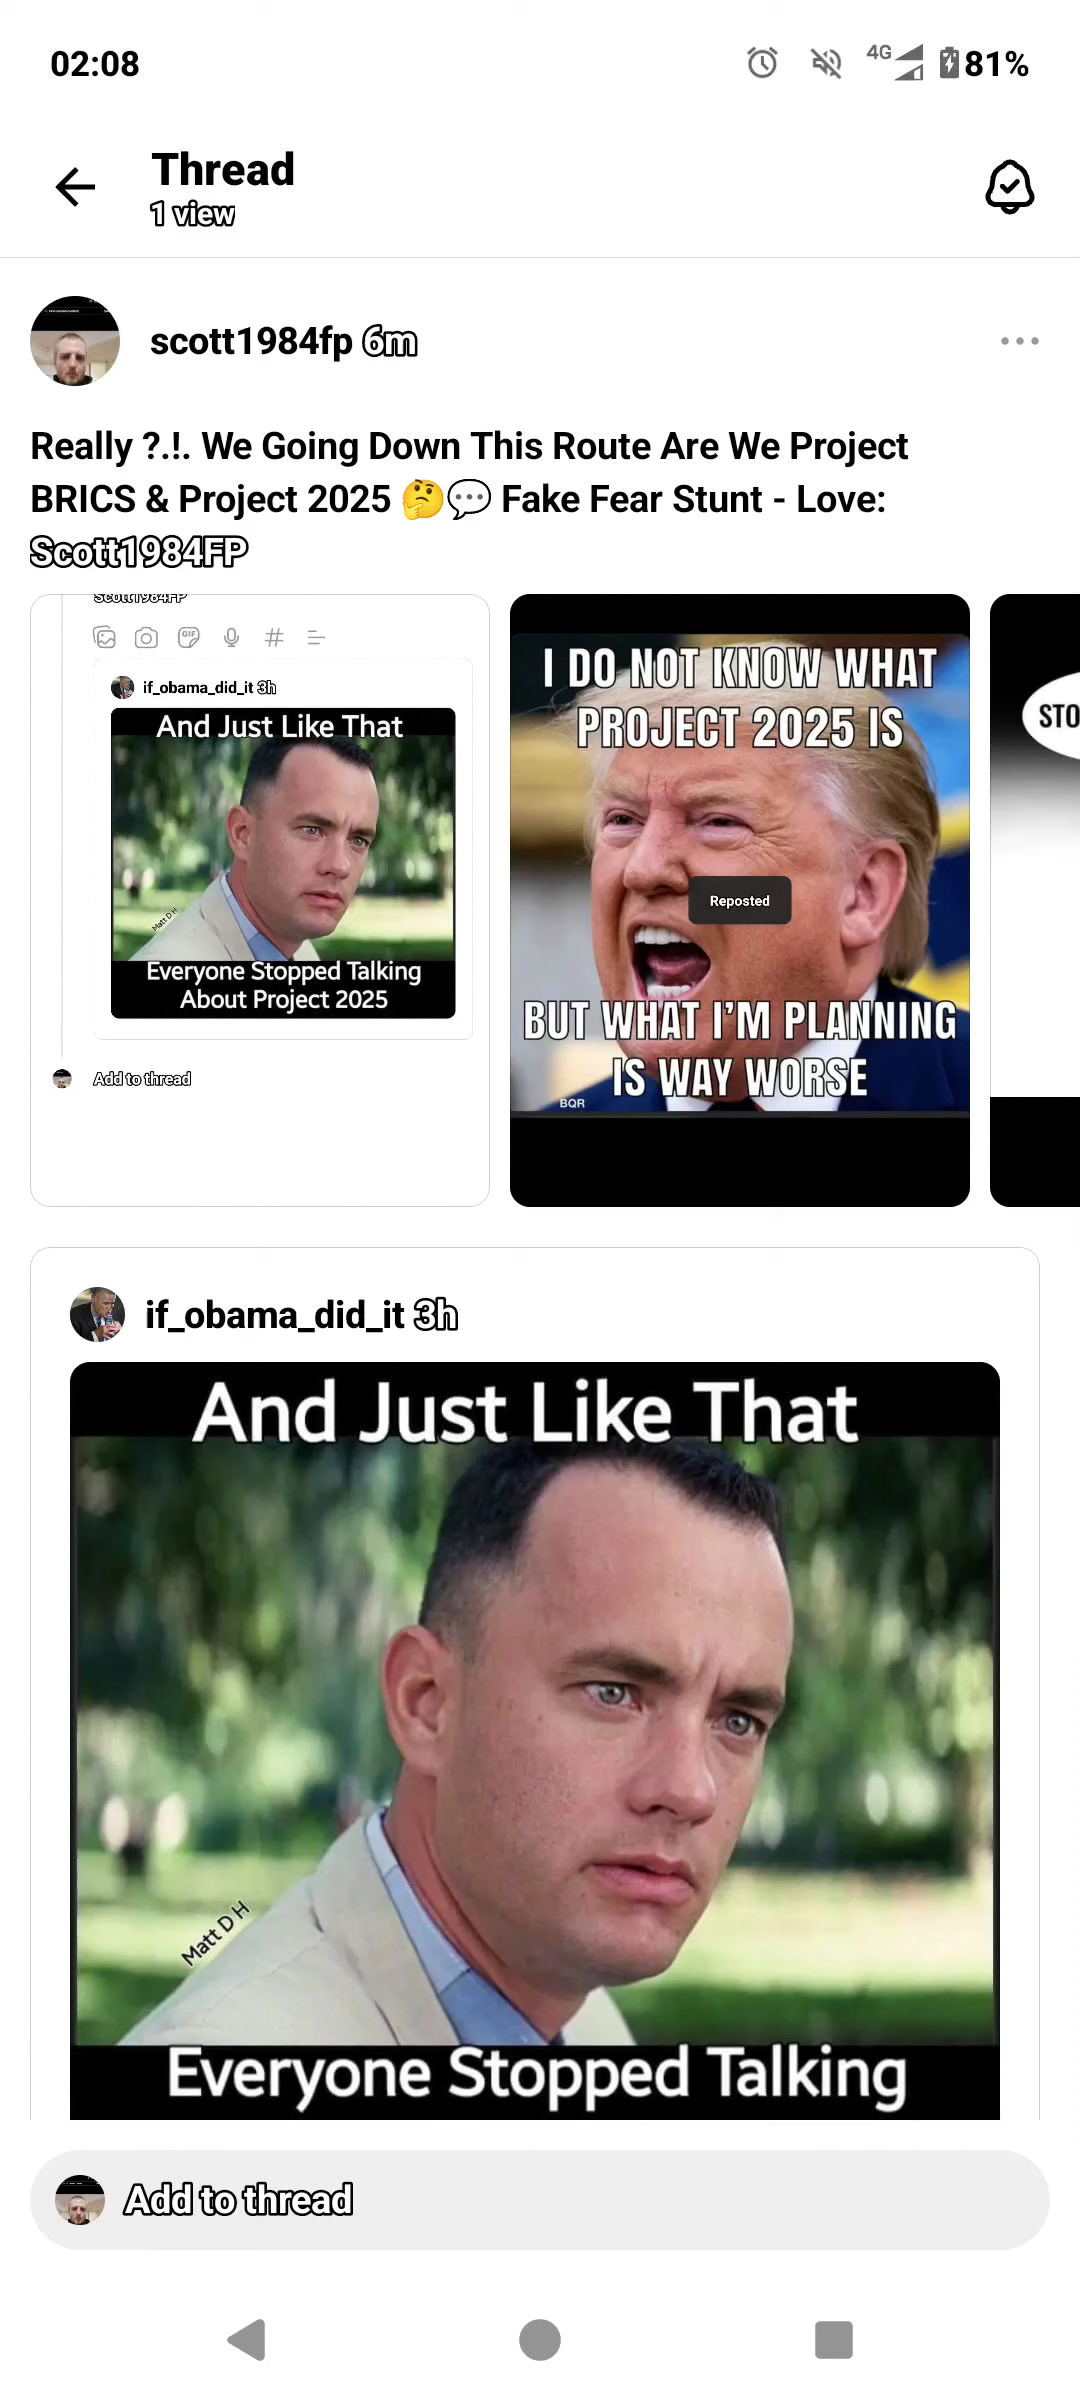 02:08
4G
81%
Thread
1 view
scott1984fp 6m
Really ?.!. We Going Down This Route Are We Project
BRICS & Project 2025 🤔💬 Fake Fear Stunt - Love:
Scott1984FP
Scott1984FP
GIF
if_obama_did_it 3h
And Just Like That
Matt D H
Everyone Stopped Talking
About Project 2025
Add to thread
I DO NOT KNOW WHAT
PROJECT 2025 IS
Reposted
BUT WHAT I'M PLANNING
IS WAY WORSE
BQR
STO
if_obama_did_it 3h
And Just Like That
Matt D H
Everyone Stopped Talking
Add to thread